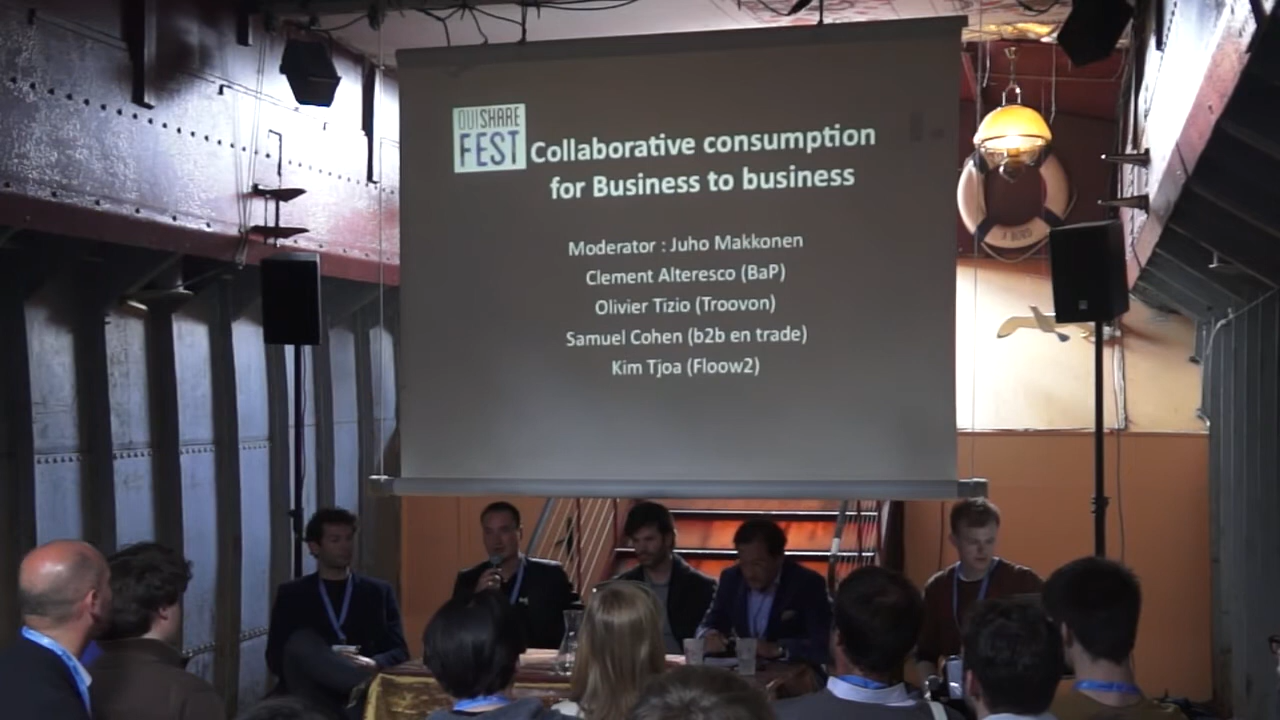 OUISHARE
FEST
Collaborative consumption
for Business to business
Moderator : Juho Makkonen
Clement Alteresco (BaP)
Olivier Tizio (Troovon)
Samuel Cohen (b2b en trade)
Kim Tjoa (Floow2)